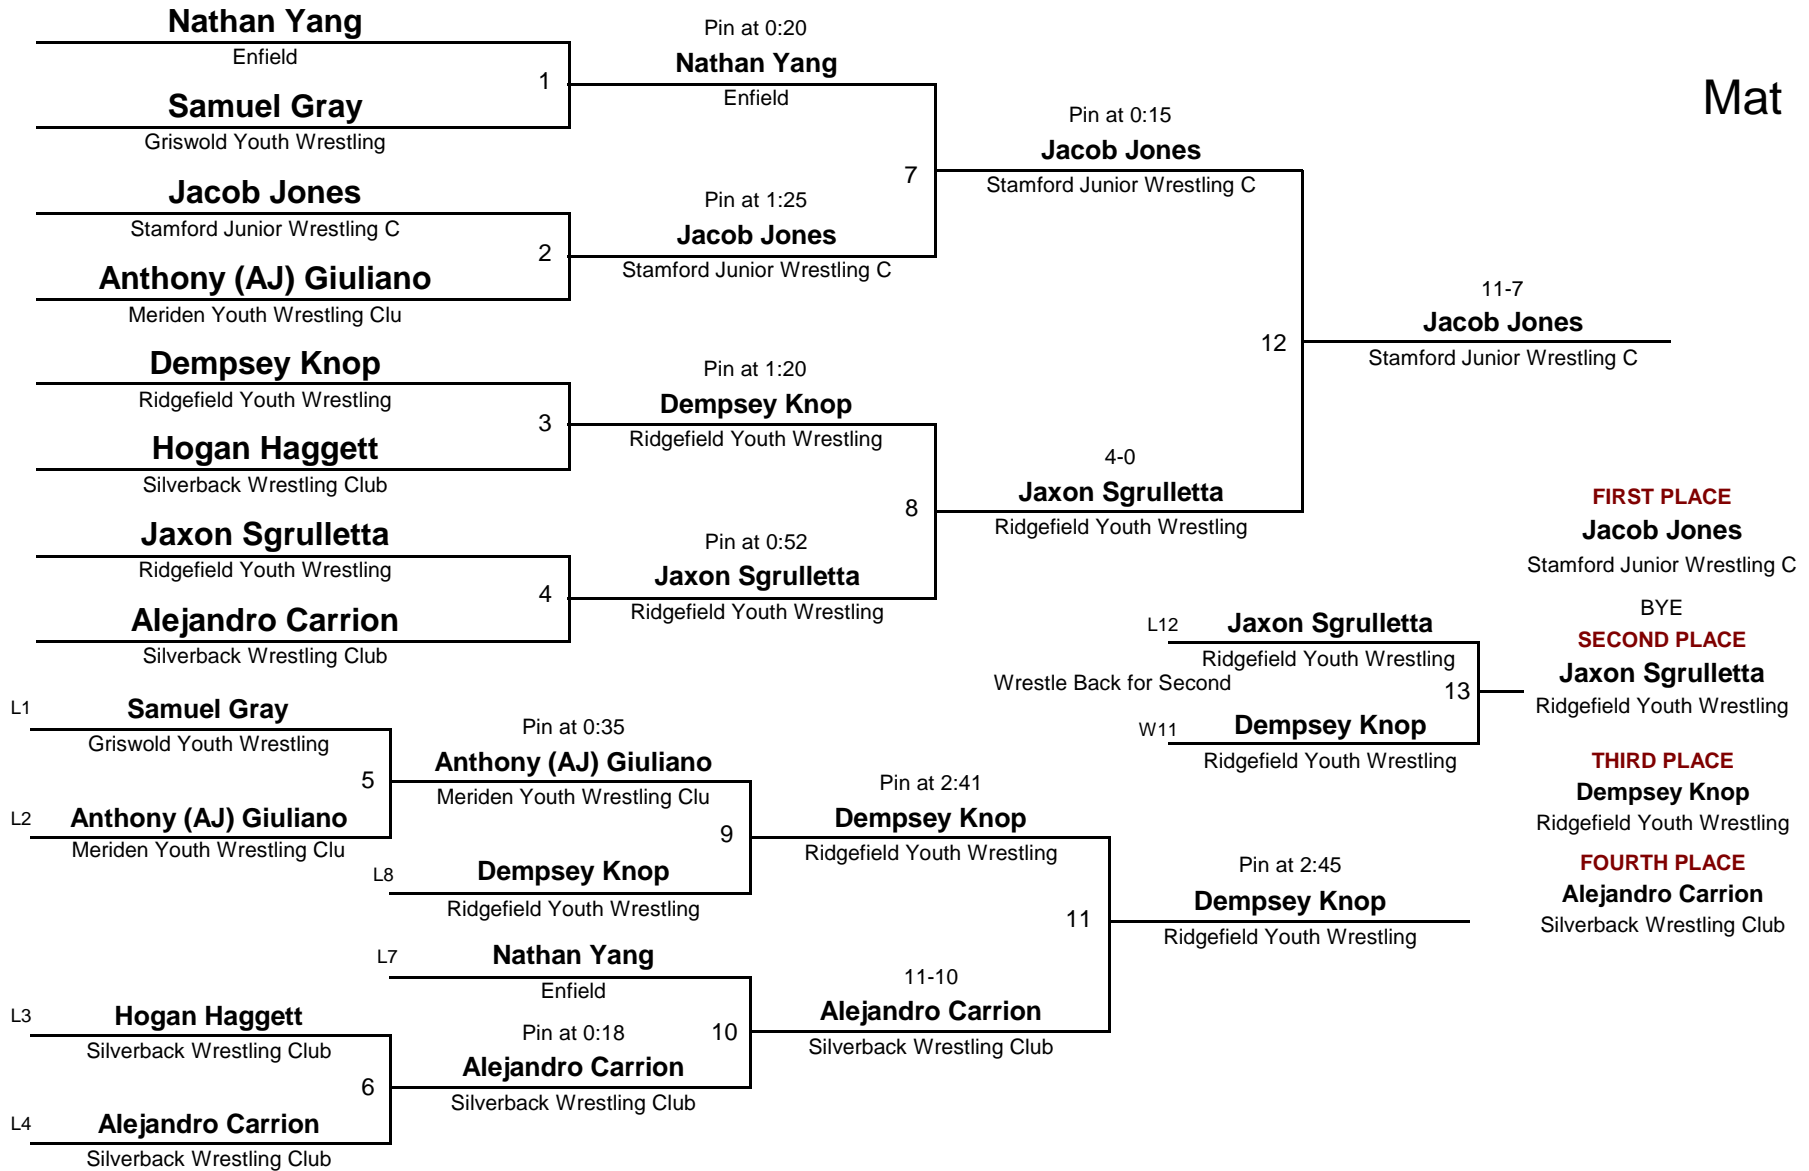 Nathan Yang
Enfield
1
Samuel Gray
Griswold Youth Wrestling
Jacob Jones
Stamford Junior Wrestling C
2
Anthony (AJ) Giuliano
Meriden Youth Wrestling Clu
Dempsey Knop
Ridgefield Youth Wrestling
3
Hogan Haggett
Silverback Wrestling Club
Jaxon Sgrulletta
Ridgefield Youth Wrestling
4
Alejandro Carrion
Silverback Wrestling Club
Pin at 0:20
Nathan Yang
Enfield
7
Pin at 1:25
Jacob Jones
Stamford Junior Wrestling C
Pin at 1:20
Dempsey Knop
Ridgefield Youth Wrestling
8
Pin at 0:52
Jaxon Sgrulletta
Ridgefield Youth Wrestling
Pin at 0:15
Jacob Jones
Stamford Junior Wrestling C
12
4-0
Jaxon Sgrulletta
Ridgefield Youth Wrestling
Mat
11-7
Jacob Jones
Stamford Junior Wrestling C
FIRST PLACE
Jacob Jones
Stamford Junior Wrestling C
BYE
SECOND PLACE
Jaxon Sgrulletta
Ridgefield Youth Wrestling
THIRD PLACE
Dempsey Knop
Ridgefield Youth Wrestling
FOURTH PLACE
Alejandro Carrion
Silverback Wrestling Club
L12 Jaxon Sgrulletta
Ridgefield Youth Wrestling
Wrestle Back for Second
13
W11 Dempsey Knop
Ridgefield Youth Wrestling
L1 Samuel Gray
Griswold Youth Wrestling
5
L2 Anthony (AJ) Giuliano
Meriden Youth Wrestling Clu
Pin at 0:35
Anthony (AJ) Giuliano
Meriden Youth Wrestling Clu
9
L8 Dempsey Knop
Ridgefield Youth Wrestling
L7 Nathan Yang
Enfield
10
Pin at 0:18
Alejandro Carrion
Silverback Wrestling Club
L3 Hogan Haggett
Silverback Wrestling Club
6
L4 Alejandro Carrion
Silverback Wrestling Club
Pin at 2:41
Dempsey Knop
Ridgefield Youth Wrestling
11
11-10
Alejandro Carrion
Silverback Wrestling Club
Pin at 2:45
Dempsey Knop
Ridgefield Youth Wrestling